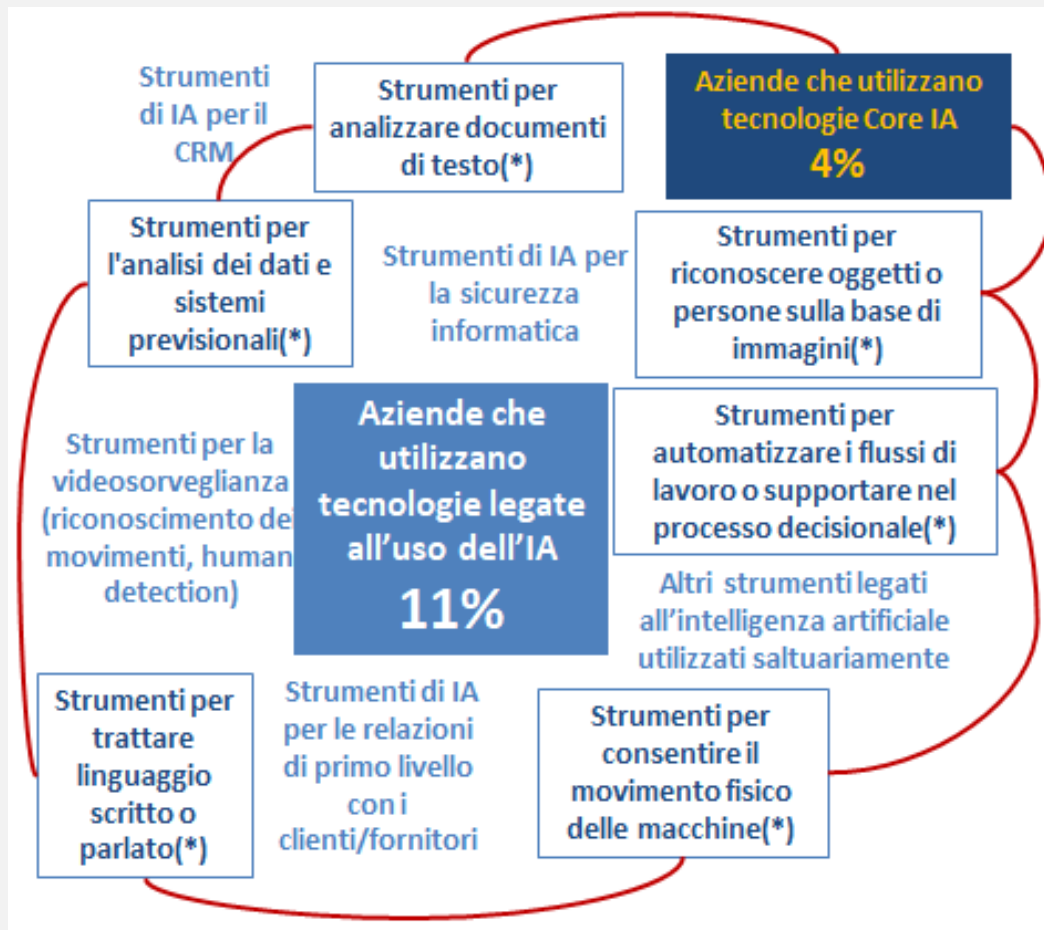 Strumenti
di IA per il
CRM
Strumenti per
analizzare documenti
di testo(*)
Aziende che utilizzano
tecnologie Core IA
4%
Strumenti per
l'analisi dei dati e
sistemi
previsionali(*)
Strumenti di IA per
la sicurezza
informatica
Strumenti per
riconoscere oggetti o
persone sulla base di
immagini(*)
Strumenti per la
videosorveglianza
(riconoscimento dei
movimenti, human
detection)
Aziende che
utilizzano
tecnologie legate
all’uso dell’IA
11%
Strumenti per
automatizzare i flussi di
lavoro o supportare nel
processo decisionale(*)
Altri strumenti legati
all’intelligenza artificiale
utilizzati saltuariamente
Strumenti per
trattare
linguaggio
scritto o
parlato(*)
Strumenti di IA
per le relazioni
di primo livello
con i
clienti/fornitori
Strumenti per
consentire il
movimento fisico
delle macchine(*)